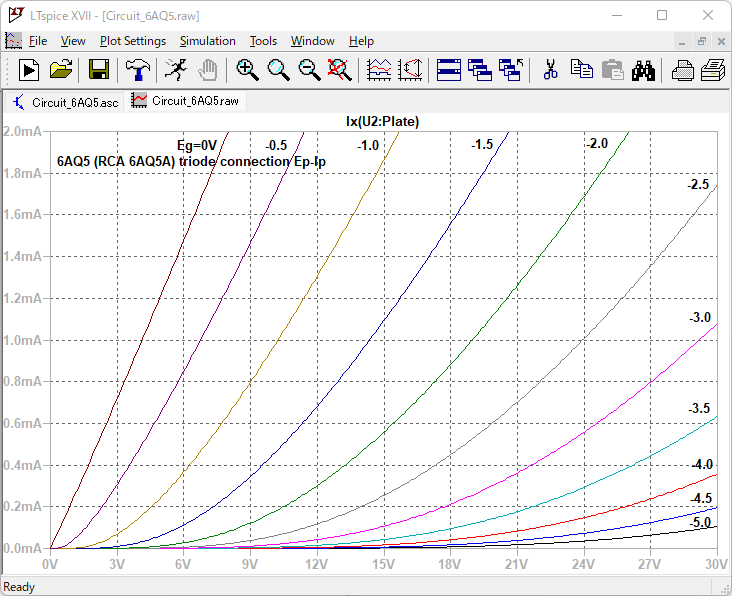 LTspice XVII - [Circuit_6AQ5.raw]
File View Plot Settings Simulation Tools Window Help
Circuit_6AQ5.asc Circuit_6AQ5.raw
Ix(U2:Plate)
2.0mA
Eg=0V -0.5 -1.0 -1.5 -2.0
6AQ5 (RCA 6AQ5A) triode connection Ep-Ip
1.8mA
-2.5
1.6mA
1.4mA
1.2mA
-3.0
1.0mA
0.8mA
-3.5
0.6mA
0.4mA
-4.0
-4.5
0.2mA
-5.0
0.0mA
0V 3V 6V 9V 12V 15V 18V 21V 24V 27V 30V
Ready